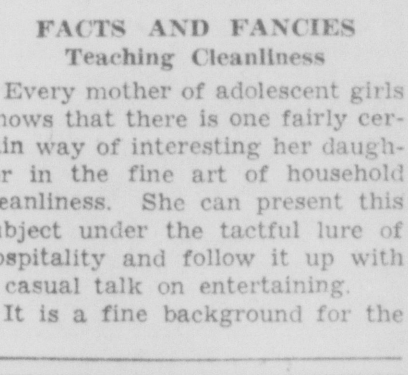 FACTS AND FANCIES
Teaching Cleanliness
Every mother of adolescent girls
nows that there is one fairly cer-
in way of interesting her daugh-
r in the fine art of household
eanliness. She can present this
bject under the tactful lure of
ospitality and follow it up with
casual talk on entertaining.
It is a fine background for the